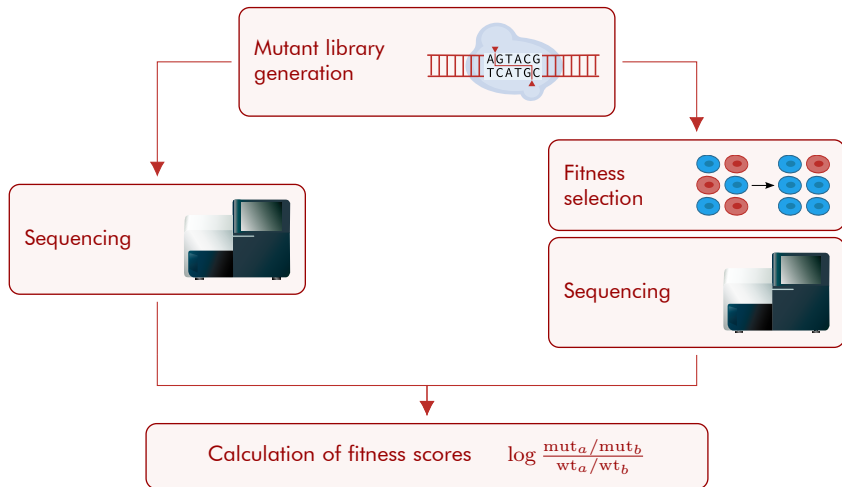 Mutant library
generation
AGTACG
TCATGC
Fitness
selection
Sequencing
Sequencing
Calculation of fitness scores log mut_a/mut_b / wt_a/wt_b